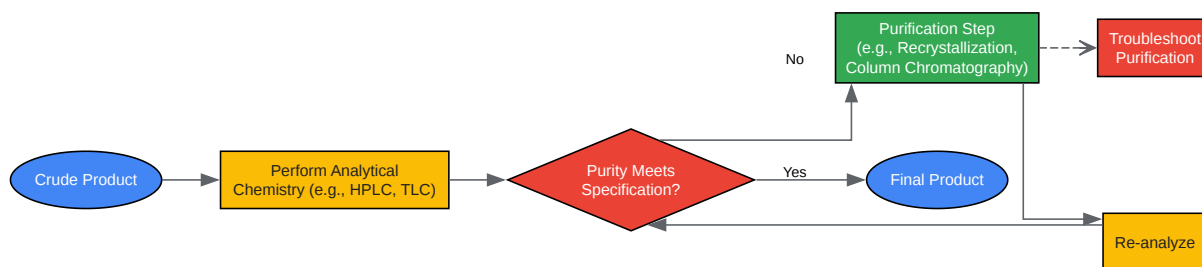 Crude Product
Perform Analytical
Chemistry (e.g., HPLC, TLC)
Purity Meets
Specification?
No
Purification Step
(e.g., Recrystallization,
Column Chromatography)
Troubleshoot
Purification
Yes
Final Product
Re-analyze